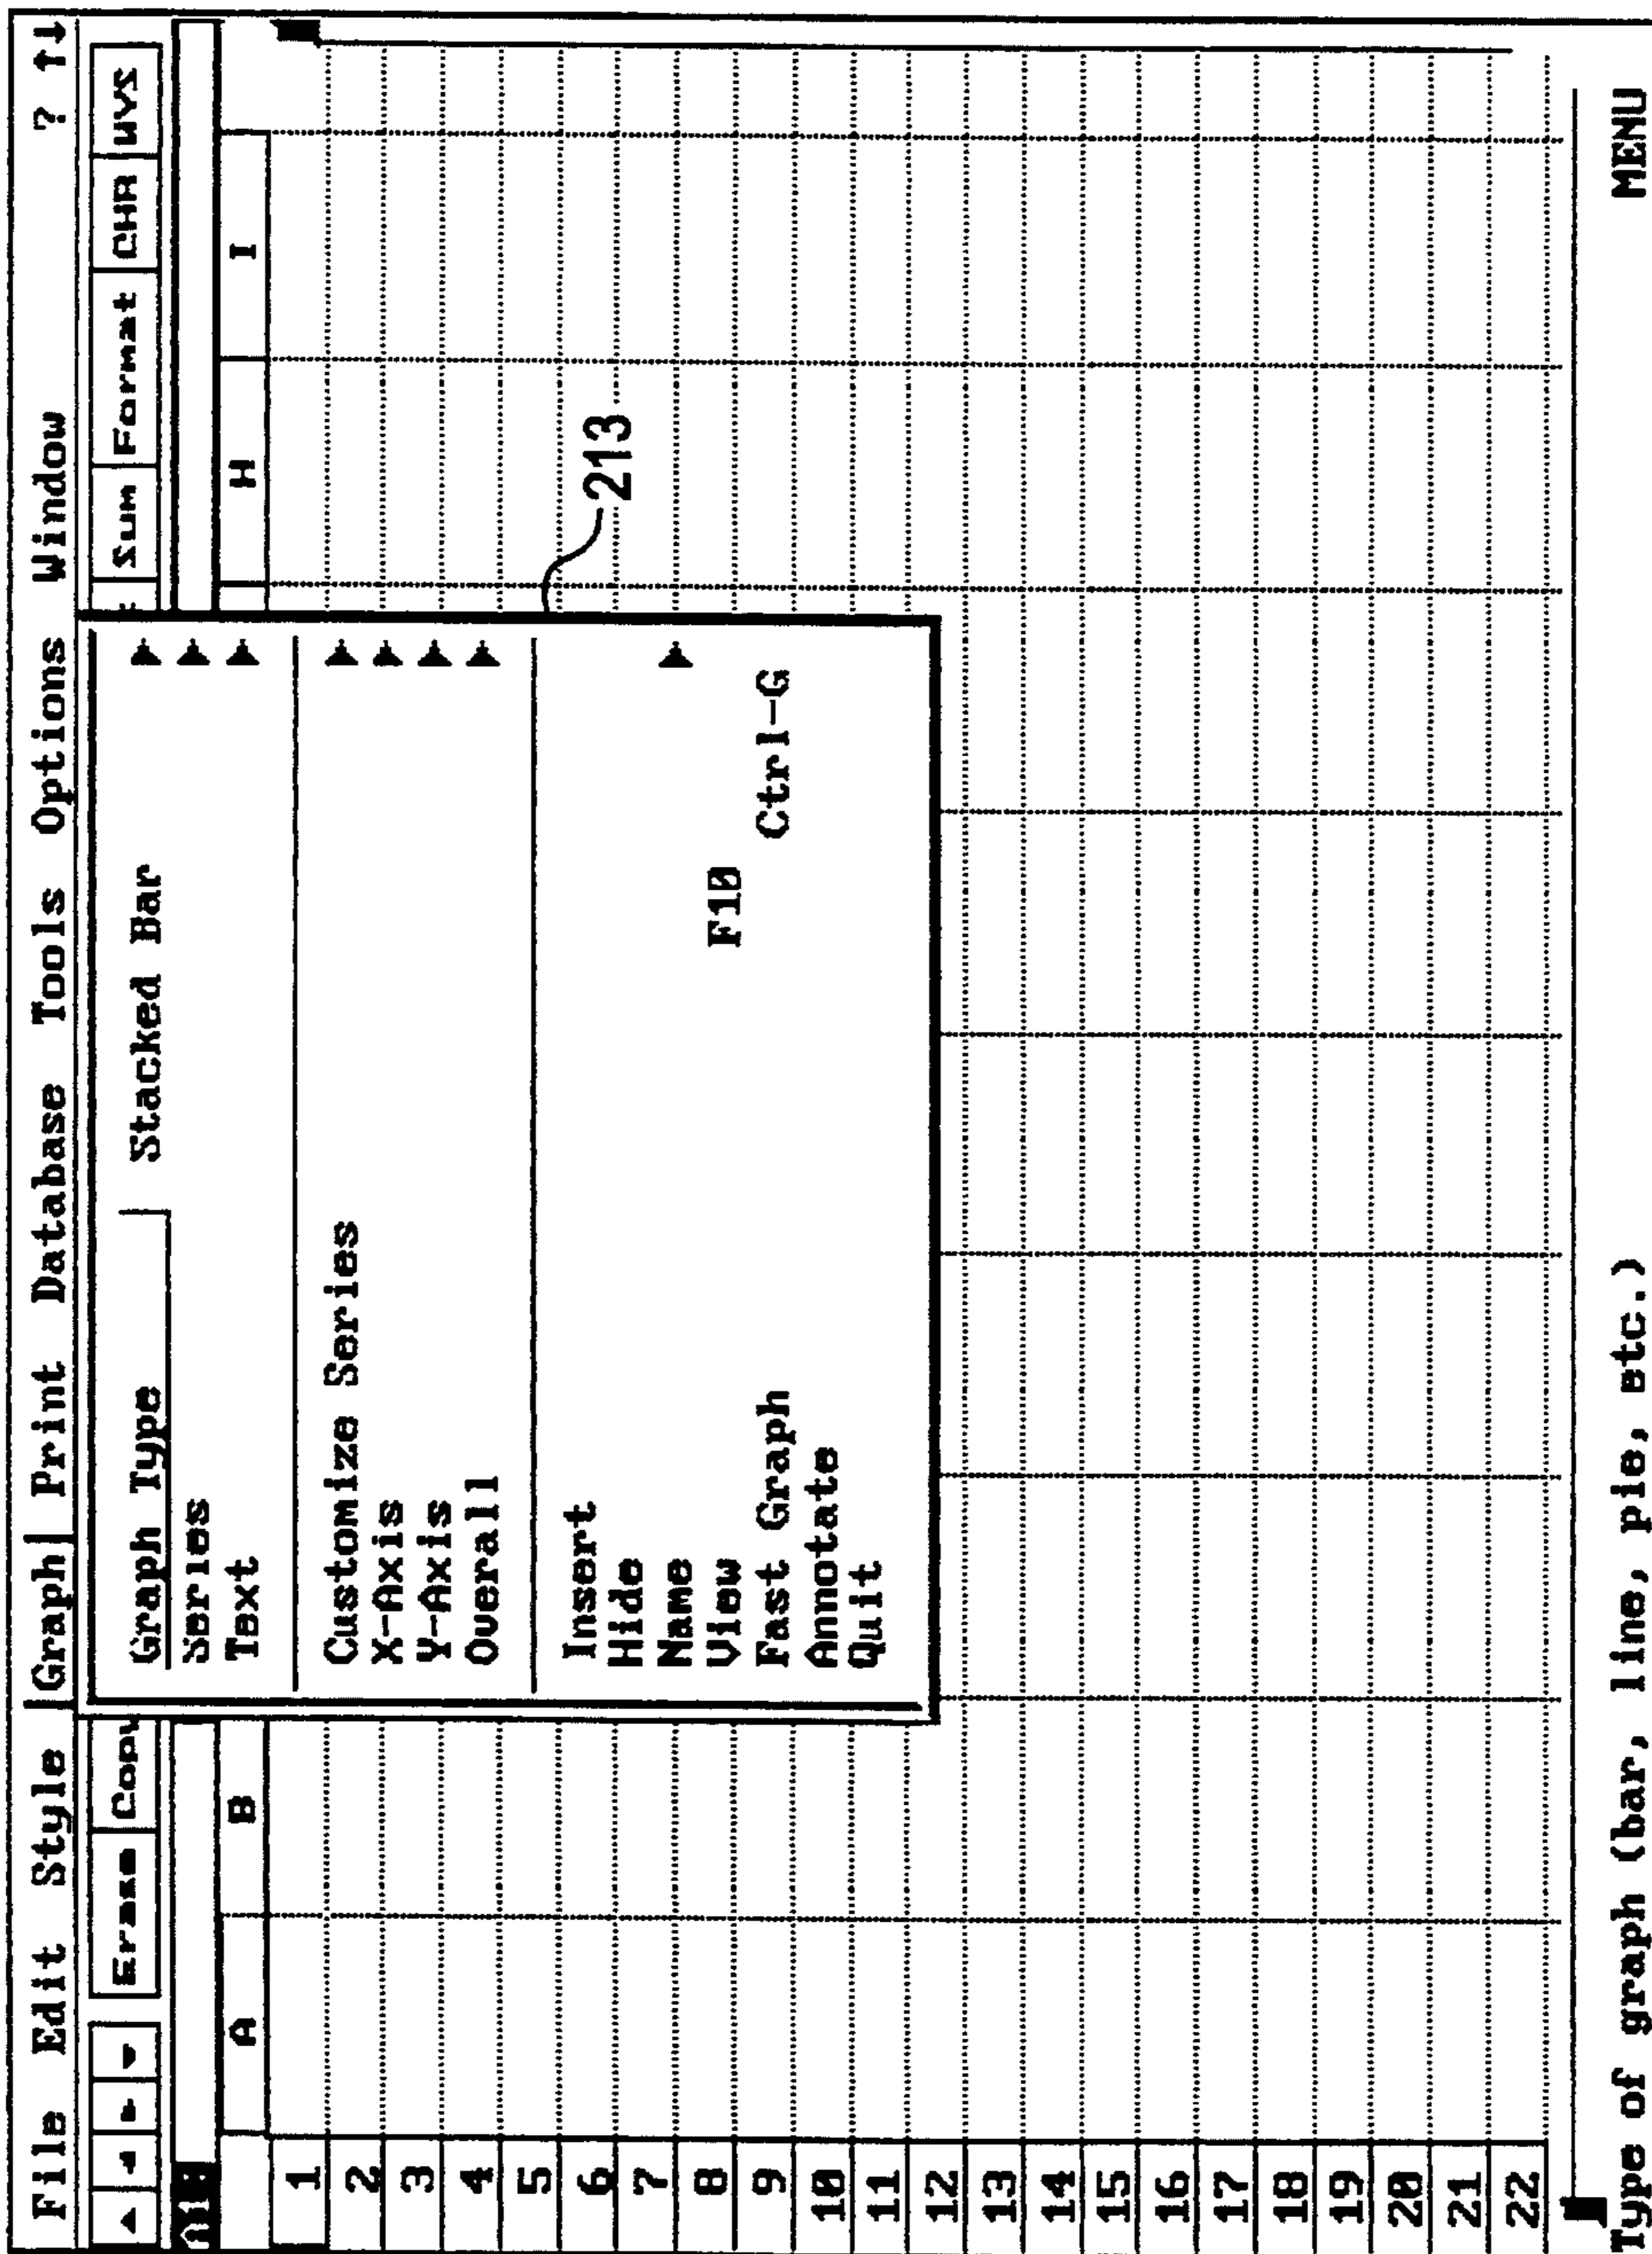 File Edit Style Graph Print Database Tools Options Window ? ↑↓
▲ ◄ ► ▼ Erase Copy Sum Format CHR WYS
A1:
A B H I
Graph Type Stacked Bar ►
Series ►
Text ►
Customize Series ►
X-Axis ►
Y-Axis ►
Overall ►
Insert
Hide
Name ►
View F10
Fast Graph Ctrl-G
Annotate
Quit
213
1
2
3
4
5
6
7
8
9
10
11
12
13
14
15
16
17
18
19
20
21
22
Type of graph (bar, line, pie, etc.) MENU